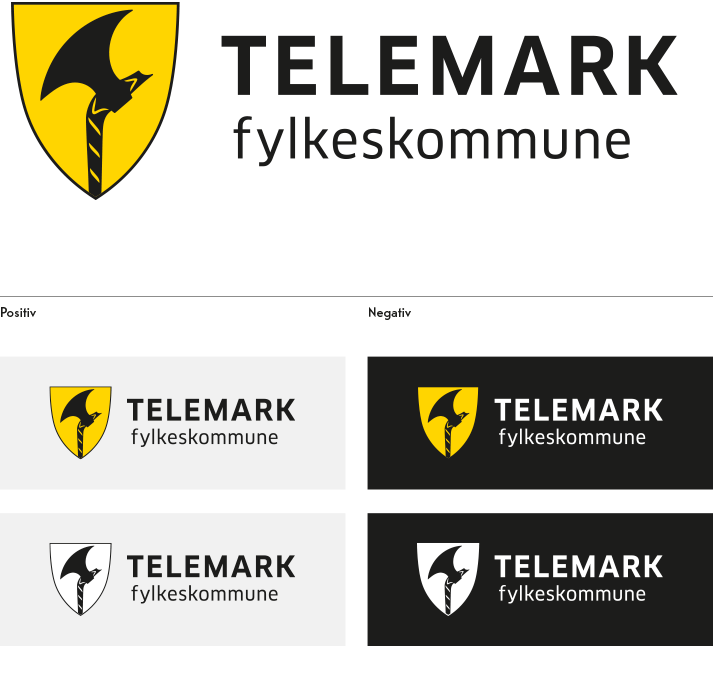 TELEMARK
fylkeskommune
Positiv
Negativ
TELEMARK
fylkeskommune
TELEMARK
fylkeskommune
TELEMARK
fylkeskommune
TELEMARK
fylkeskommune